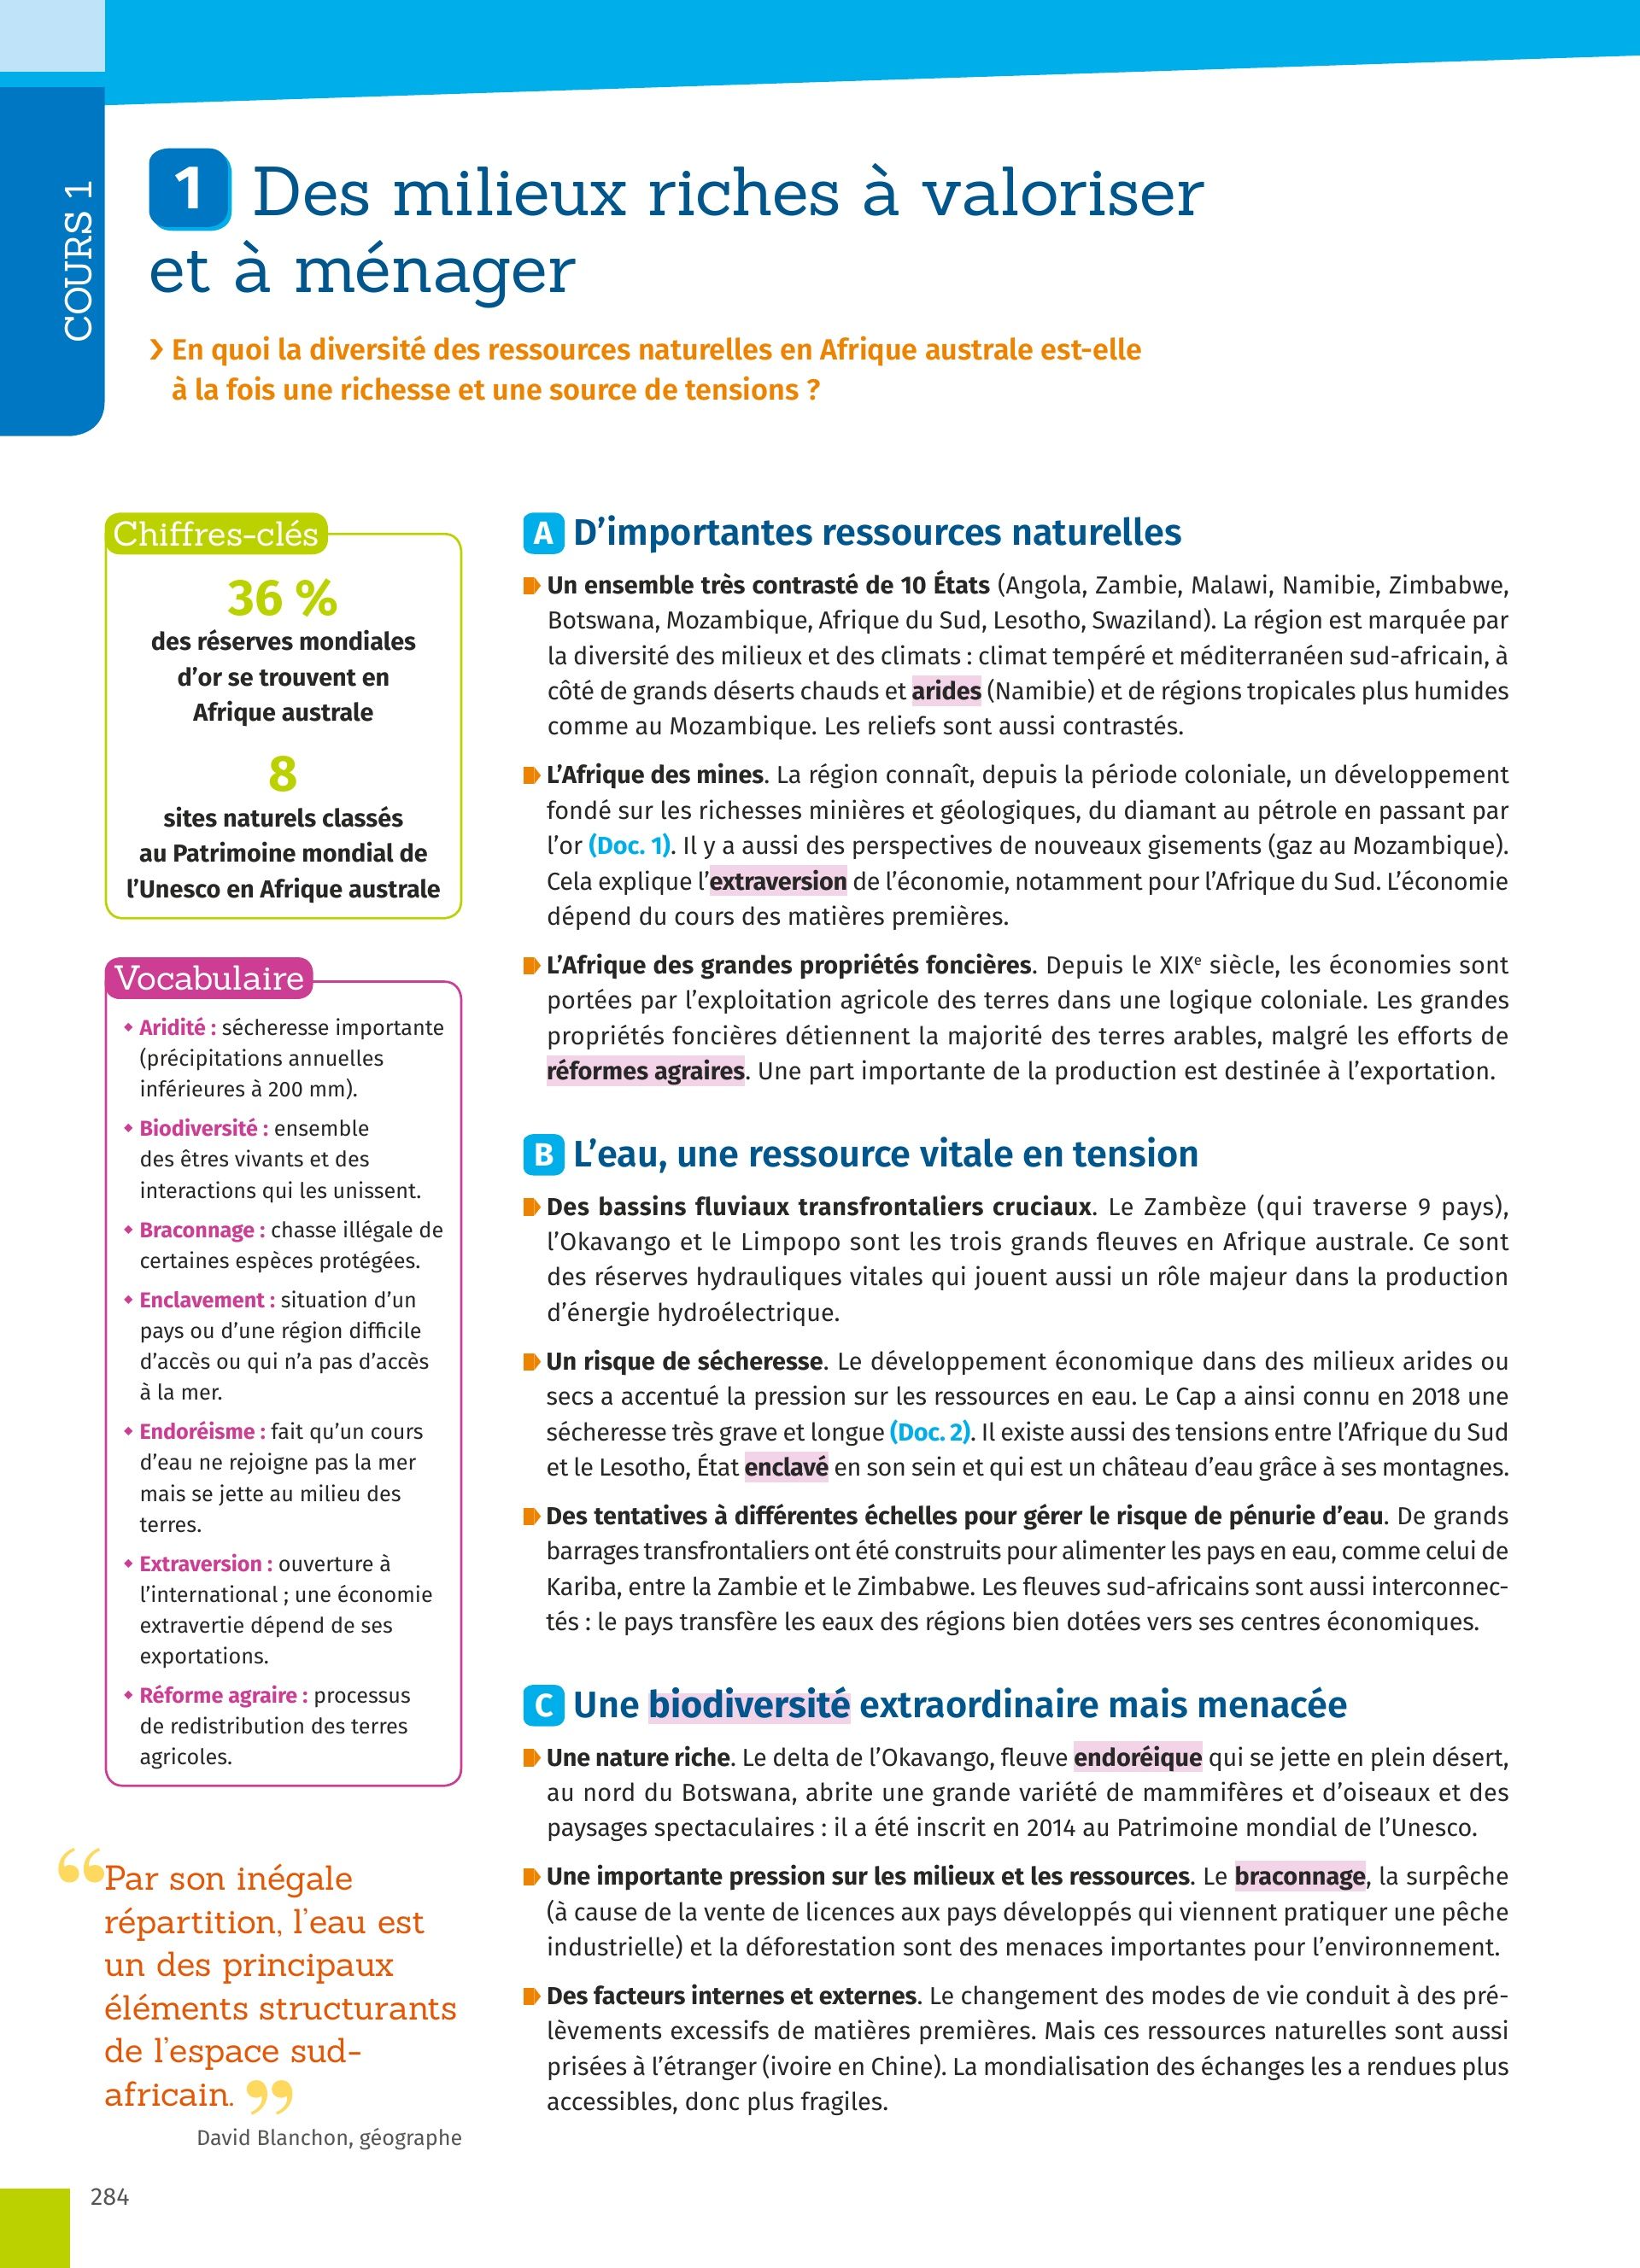 COURS 1
1 Des milieux riches à valoriser
et à ménager
› En quoi la diversité des ressources naturelles en Afrique australe est-elle
à la fois une richesse et une source de tensions ?
Chiffres-clés
36 %
des réserves mondiales
d’or se trouvent en
Afrique australe
8
sites naturels classés
au Patrimoine mondial de
l’Unesco en Afrique australe
Vocabulaire
• Aridité : sécheresse importante
(précipitations annuelles
inférieures à 200 mm).
• Biodiversité : ensemble
des êtres vivants et des
interactions qui les unissent.
• Braconnage : chasse illégale de
certaines espèces protégées.
• Enclavement : situation d’un
pays ou d’une région difficile
d’accès ou qui n’a pas d’accès
à la mer.
• Endoréisme : fait qu’un cours
d’eau ne rejoigne pas la mer
mais se jette au milieu des
terres.
• Extraversion : ouverture à
l’international ; une économie
extravertie dépend de ses
exportations.
• Réforme agraire : processus
de redistribution des terres
agricoles.
“Par son inégale
répartition, l’eau est
un des principaux
éléments structurants
de l’espace sud-
africain. ”
David Blanchon, géographe
A D’importantes ressources naturelles
Un ensemble très contrasté de 10 États (Angola, Zambie, Malawi, Namibie, Zimbabwe,
Botswana, Mozambique, Afrique du Sud, Lesotho, Swaziland). La région est marquée par
la diversité des milieux et des climats : climat tempéré et méditerranéen sud-africain, à
côté de grands déserts chauds et arides (Namibie) et de régions tropicales plus humides
comme au Mozambique. Les reliefs sont aussi contrastés.
L’Afrique des mines. La région connaît, depuis la période coloniale, un développement
fondé sur les richesses minières et géologiques, du diamant au pétrole en passant par
l’or (Doc. 1). Il y a aussi des perspectives de nouveaux gisements (gaz au Mozambique).
Cela explique l’extraversion de l’économie, notamment pour l’Afrique du Sud. L’économie
dépend du cours des matières premières.
L’Afrique des grandes propriétés foncières. Depuis le XIXe siècle, les économies sont
portées par l’exploitation agricole des terres dans une logique coloniale. Les grandes
propriétés foncières détiennent la majorité des terres arables, malgré les efforts de
réformes agraires. Une part importante de la production est destinée à l’exportation.
B L’eau, une ressource vitale en tension
Des bassins fluviaux transfrontaliers cruciaux. Le Zambèze (qui traverse 9 pays),
l’Okavango et le Limpopo sont les trois grands fleuves en Afrique australe. Ce sont
des réserves hydrauliques vitales qui jouent aussi un rôle majeur dans la production
d’énergie hydroélectrique.
Un risque de sécheresse. Le développement économique dans des milieux arides ou
secs a accentué la pression sur les ressources en eau. Le Cap a ainsi connu en 2018 une
sécheresse très grave et longue (Doc. 2). Il existe aussi des tensions entre l’Afrique du Sud
et le Lesotho, État enclavé en son sein et qui est un château d’eau grâce à ses montagnes.
Des tentatives à différentes échelles pour gérer le risque de pénurie d’eau. De grands
barrages transfrontaliers ont été construits pour alimenter les pays en eau, comme celui de
Kariba, entre la Zambie et le Zimbabwe. Les fleuves sud-africains sont aussi interconnec-
tés : le pays transfère les eaux des régions bien dotées vers ses centres économiques.
C Une biodiversité extraordinaire mais menacée
Une nature riche. Le delta de l’Okavango, fleuve endoréique qui se jette en plein désert,
au nord du Botswana, abrite une grande variété de mammifères et d’oiseaux et des
paysages spectaculaires : il a été inscrit en 2014 au Patrimoine mondial de l’Unesco.
Une importante pression sur les milieux et les ressources. Le braconnage, la surpêche
(à cause de la vente de licences aux pays développés qui viennent pratiquer une pêche
industrielle) et la déforestation sont des menaces importantes pour l’environnement.
Des facteurs internes et externes. Le changement des modes de vie conduit à des pré-
lèvements excessifs de matières premières. Mais ces ressources naturelles sont aussi
prisées à l’étranger (ivoire en Chine). La mondialisation des échanges les a rendues plus
accessibles, donc plus fragiles.
284